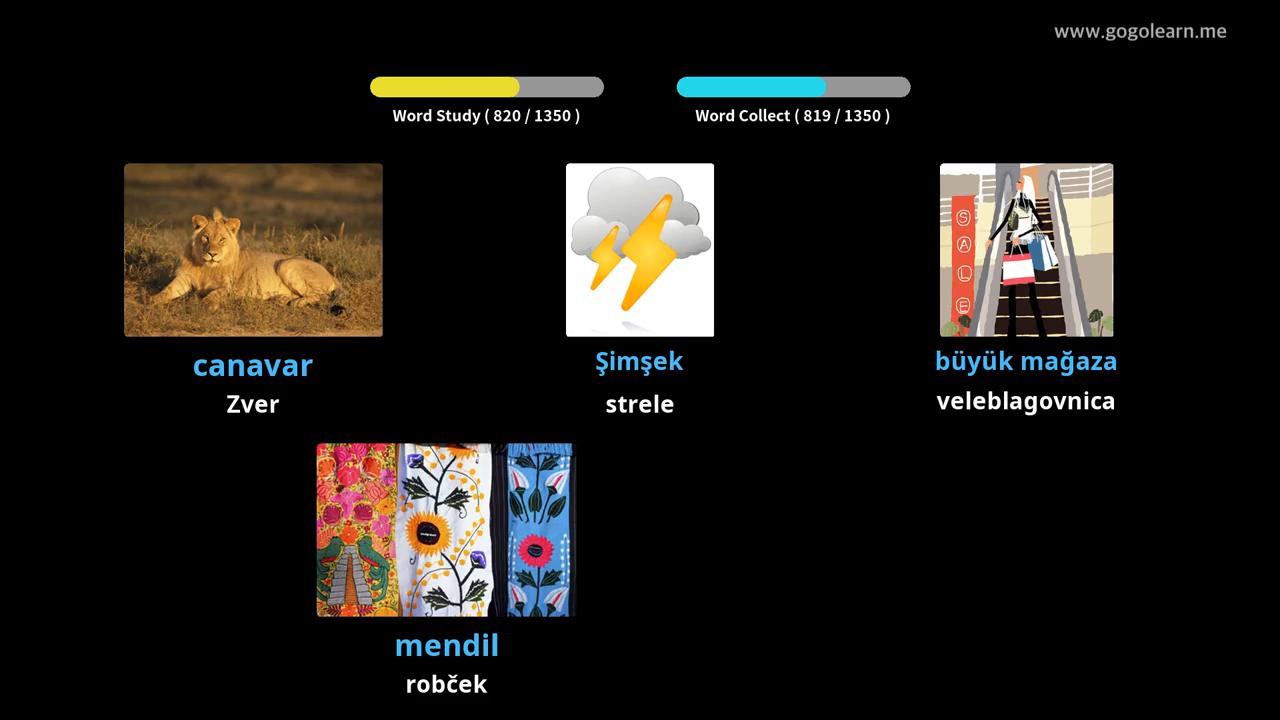 www.gogolearn.me
Word Study ( 820 / 1350 )
Word Collect ( 819 / 1350 )
SALE
canavar
Zver
Şimşek
strele
büyük mağaza
veleblagovnica
mendil
robček